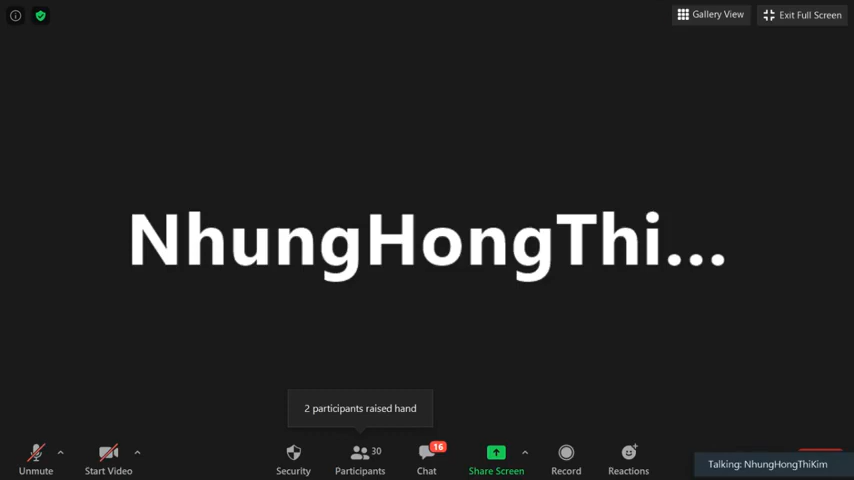 Gallery View
Exit Full Screen
NhungHongThi...
2 participants raised hand
Unmute
Start Video
Security
Participants
30
Chat
16
Share Screen
Record
Reactions
Talking: NhungHongThiKim